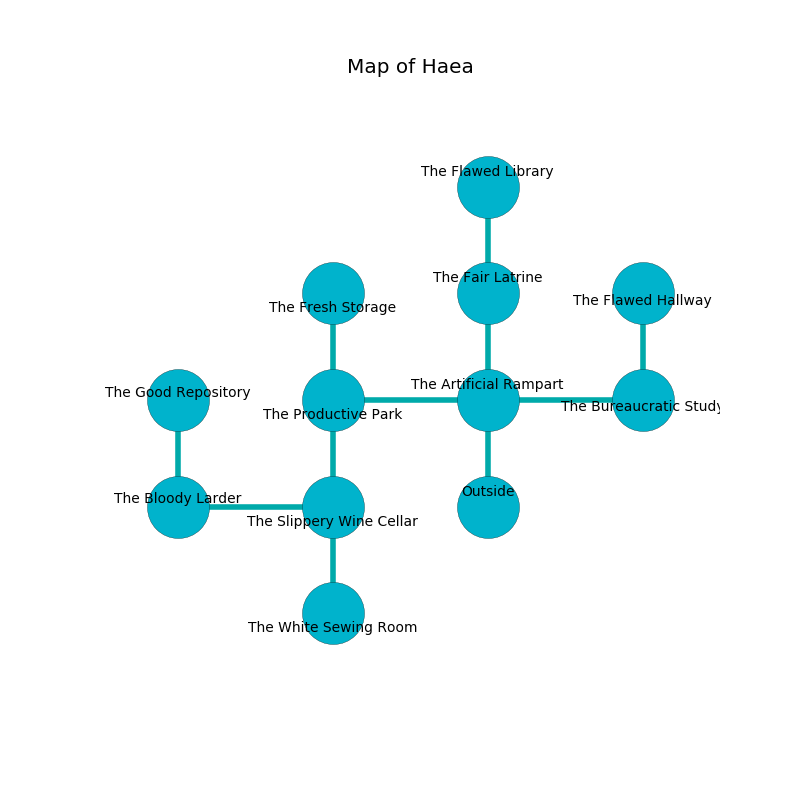 Map of Haea
The Flawed Library
The Fair Latrine
The Flawed Hallway
The Fresh Storage
The Artificial Rampart
The Good Repository
The Bureaucratic Study
The Productive Park
Outside
The Bloody Larder
The Slippery Wine Cellar
The White Sewing Room